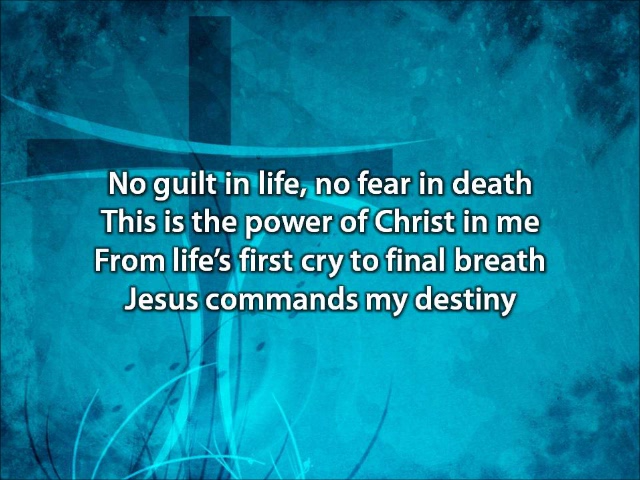 No guilt in life, no fear in death
This is the power of Christ in me
From life’s first cry to final breath
Jesus commands my destiny